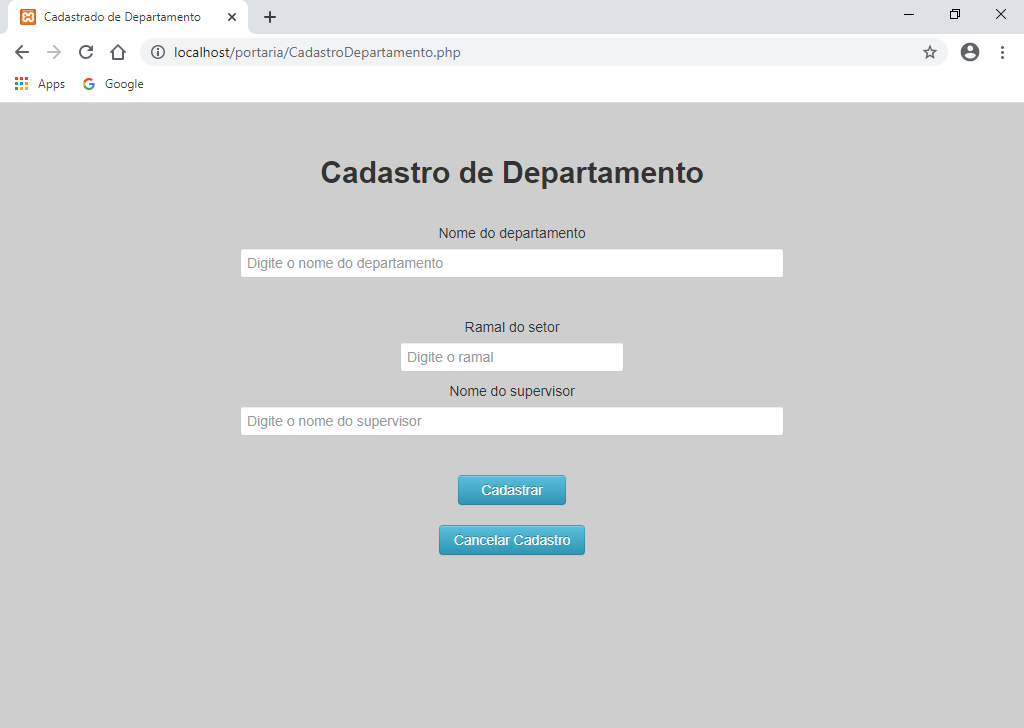 Cadastrado de Departamento
localhost/portaria/CadastroDepartamento.php
Apps Google
Cadastro de Departamento
Nome do departamento
Digite o nome do departamento
Ramal do setor
Digite o ramal
Nome do supervisor
Digite o nome do supervisor
Cadastrar
Cancelar Cadastro